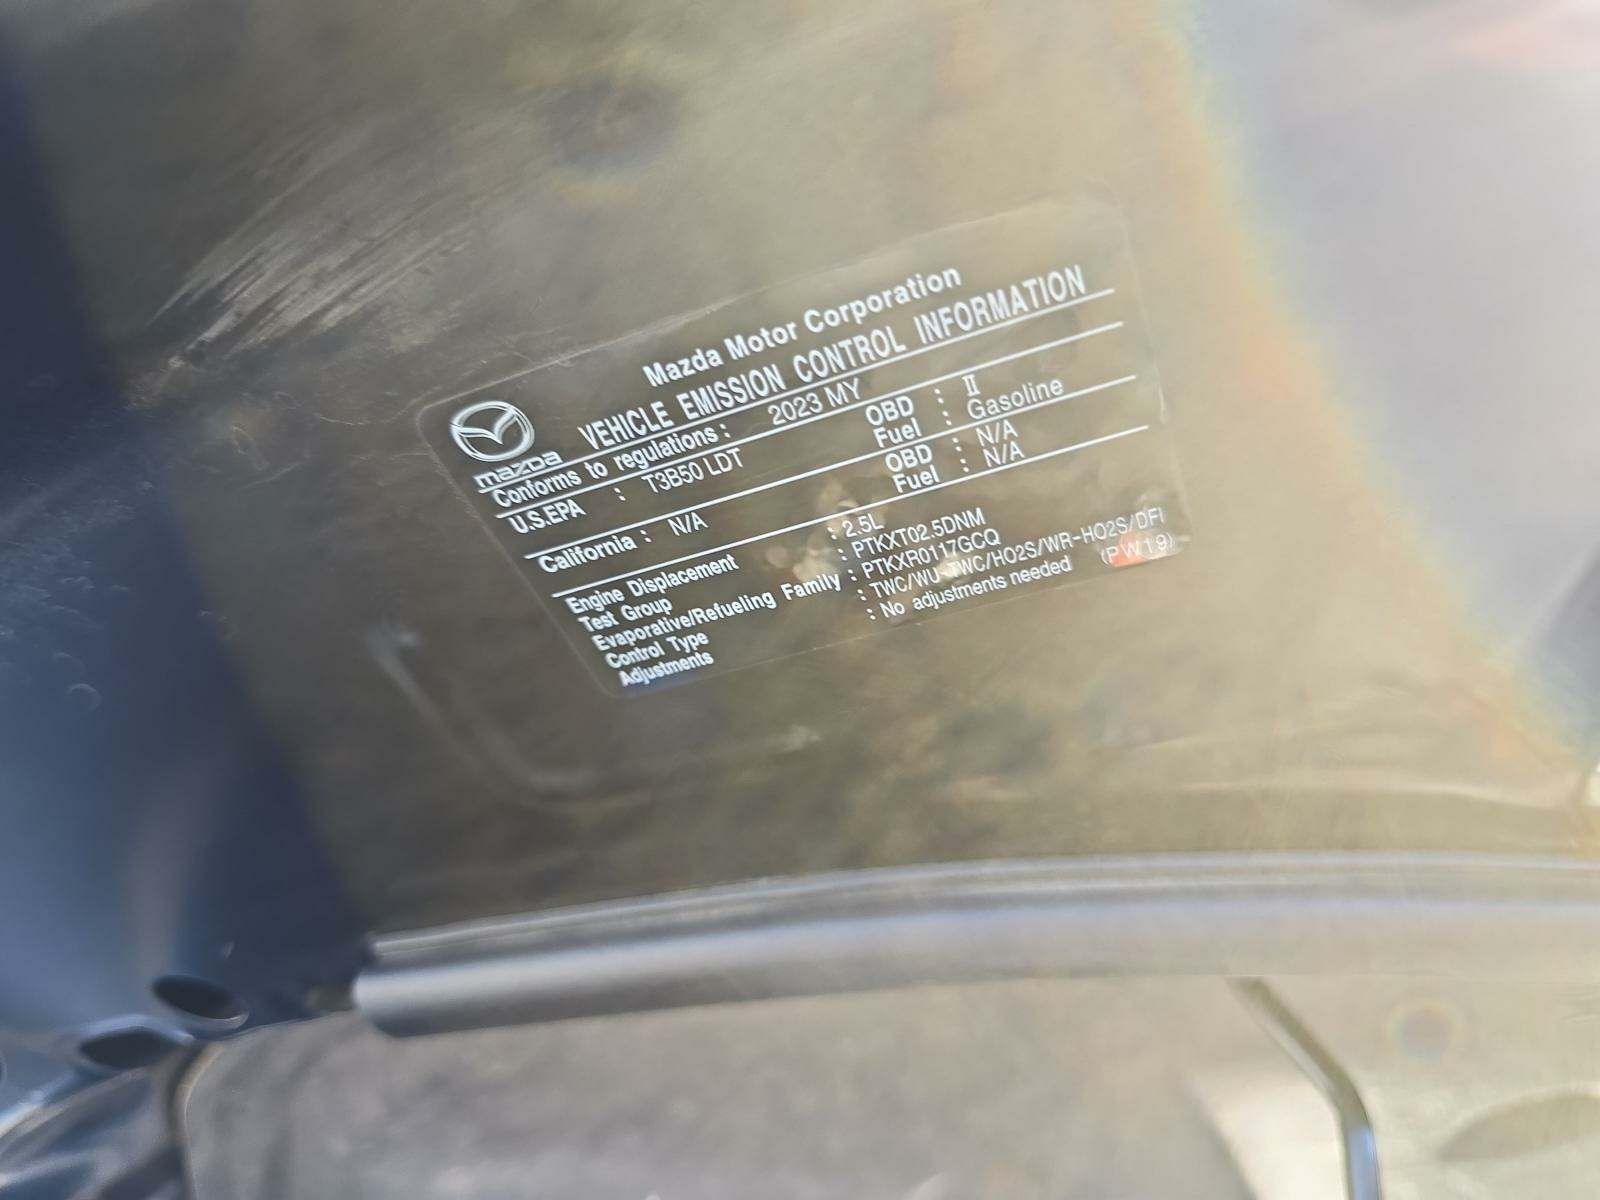 Mazda Motor Corporation
mazda
VEHICLE EMISSION CONTROL INFORMATION
Conforms to regulations : 2023 MY
U.S.EPA : T3B50 LDT OBD : II
Fuel : Gasoline
California : N/A OBD : N/A
Fuel : N/A
Engine Displacement : 2.5L
Test Group : PTKXT02.5DNM
Evaporative/Refueling Family : PTKXR0117GCQ
Control Type : TWC/WU-TWC/HO2S/WR-HO2S/DFI
Adjustments : No adjustments needed (PW19)